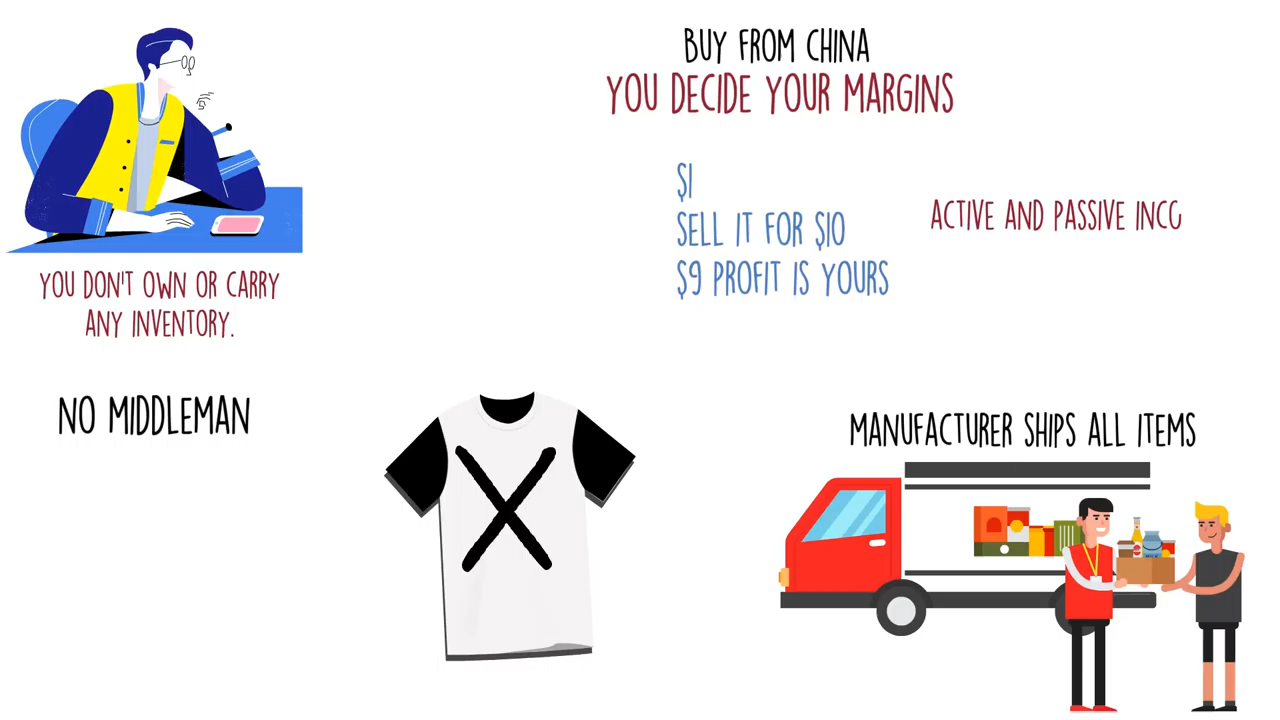 BUY FROM CHINA
YOU DECIDE YOUR MARGINS
$1
SELL IT FOR $10
$9 PROFIT IS YOURS
ACTIVE AND PASSIVE INCO
YOU DON'T OWN OR CARRY
ANY INVENTORY.
NO MIDDLEMAN
MANUFACTURER SHIPS ALL ITEMS